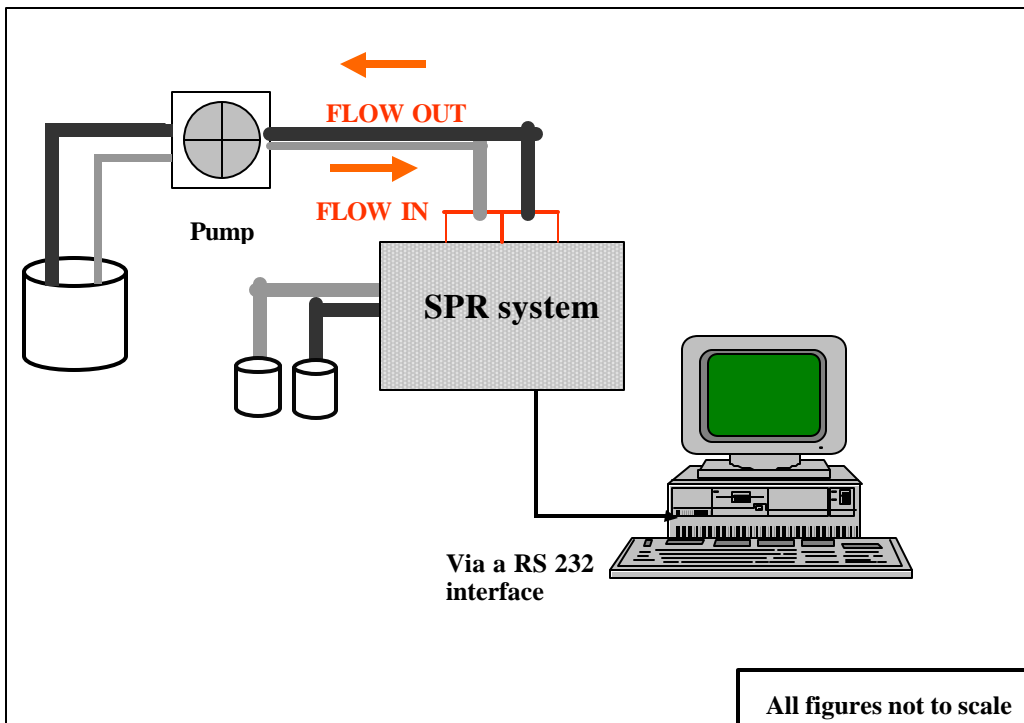 FLOW OUT
FLOW IN
Pump
SPR system
Via a RS 232
interface
All figures not to scale